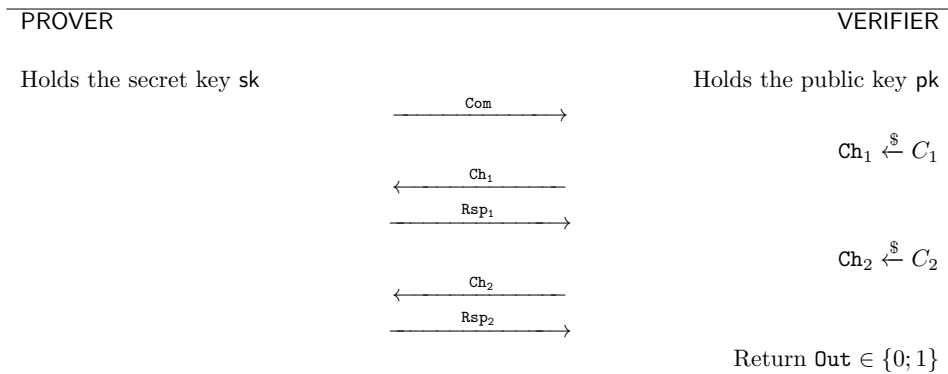 PROVER VERIFIER
Holds the secret key sk Holds the public key pk
Com
Ch₁ $← C₁
Ch₁
Rsp₁
Ch₂ $← C₂
Ch₂
Rsp₂
Return Out ∈ {0; 1}